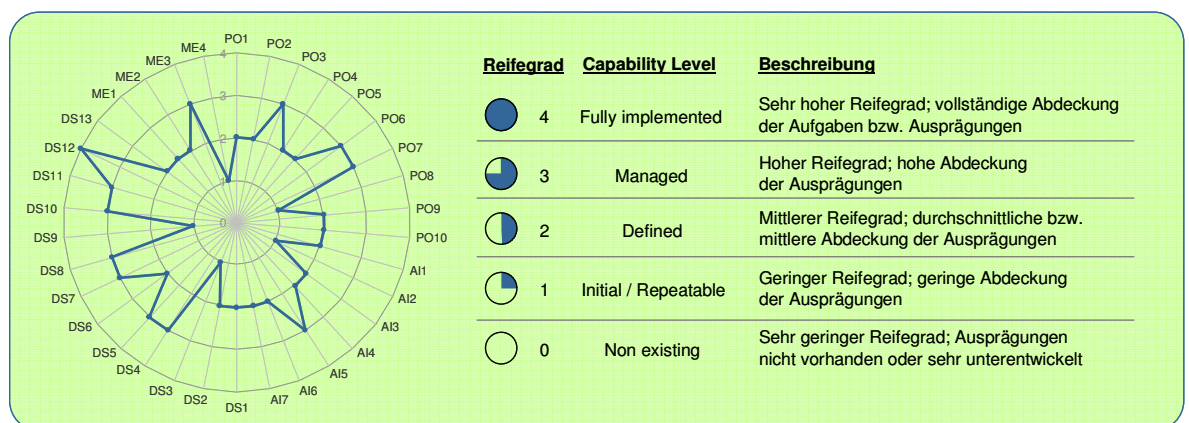 PO1
PO2
PO3
PO4
PO5
PO6
PO7
PO8
PO9
PO10
AI1
AI2
AI3
AI4
AI5
AI6
AI7
DS1
DS2
DS3
DS4
DS5
DS6
DS7
DS8
DS9
DS10
DS11
DS12
DS13
ME1
ME2
ME3
ME4
4
3
2
1
0
Reifegrad Capability Level Beschreibung
4 Fully implemented Sehr hoher Reifegrad; vollständige Abdeckung
der Aufgaben bzw. Ausprägungen
3 Managed Hoher Reifegrad; hohe Abdeckung
der Ausprägungen
2 Defined Mittlerer Reifegrad; durchschnittliche bzw.
mittlere Abdeckung der Ausprägungen
1 Initial / Repeatable Geringer Reifegrad; geringe Abdeckung
der Ausprägungen
0 Non existing Sehr geringer Reifegrad; Ausprägungen
nicht vorhanden oder sehr unterentwickelt